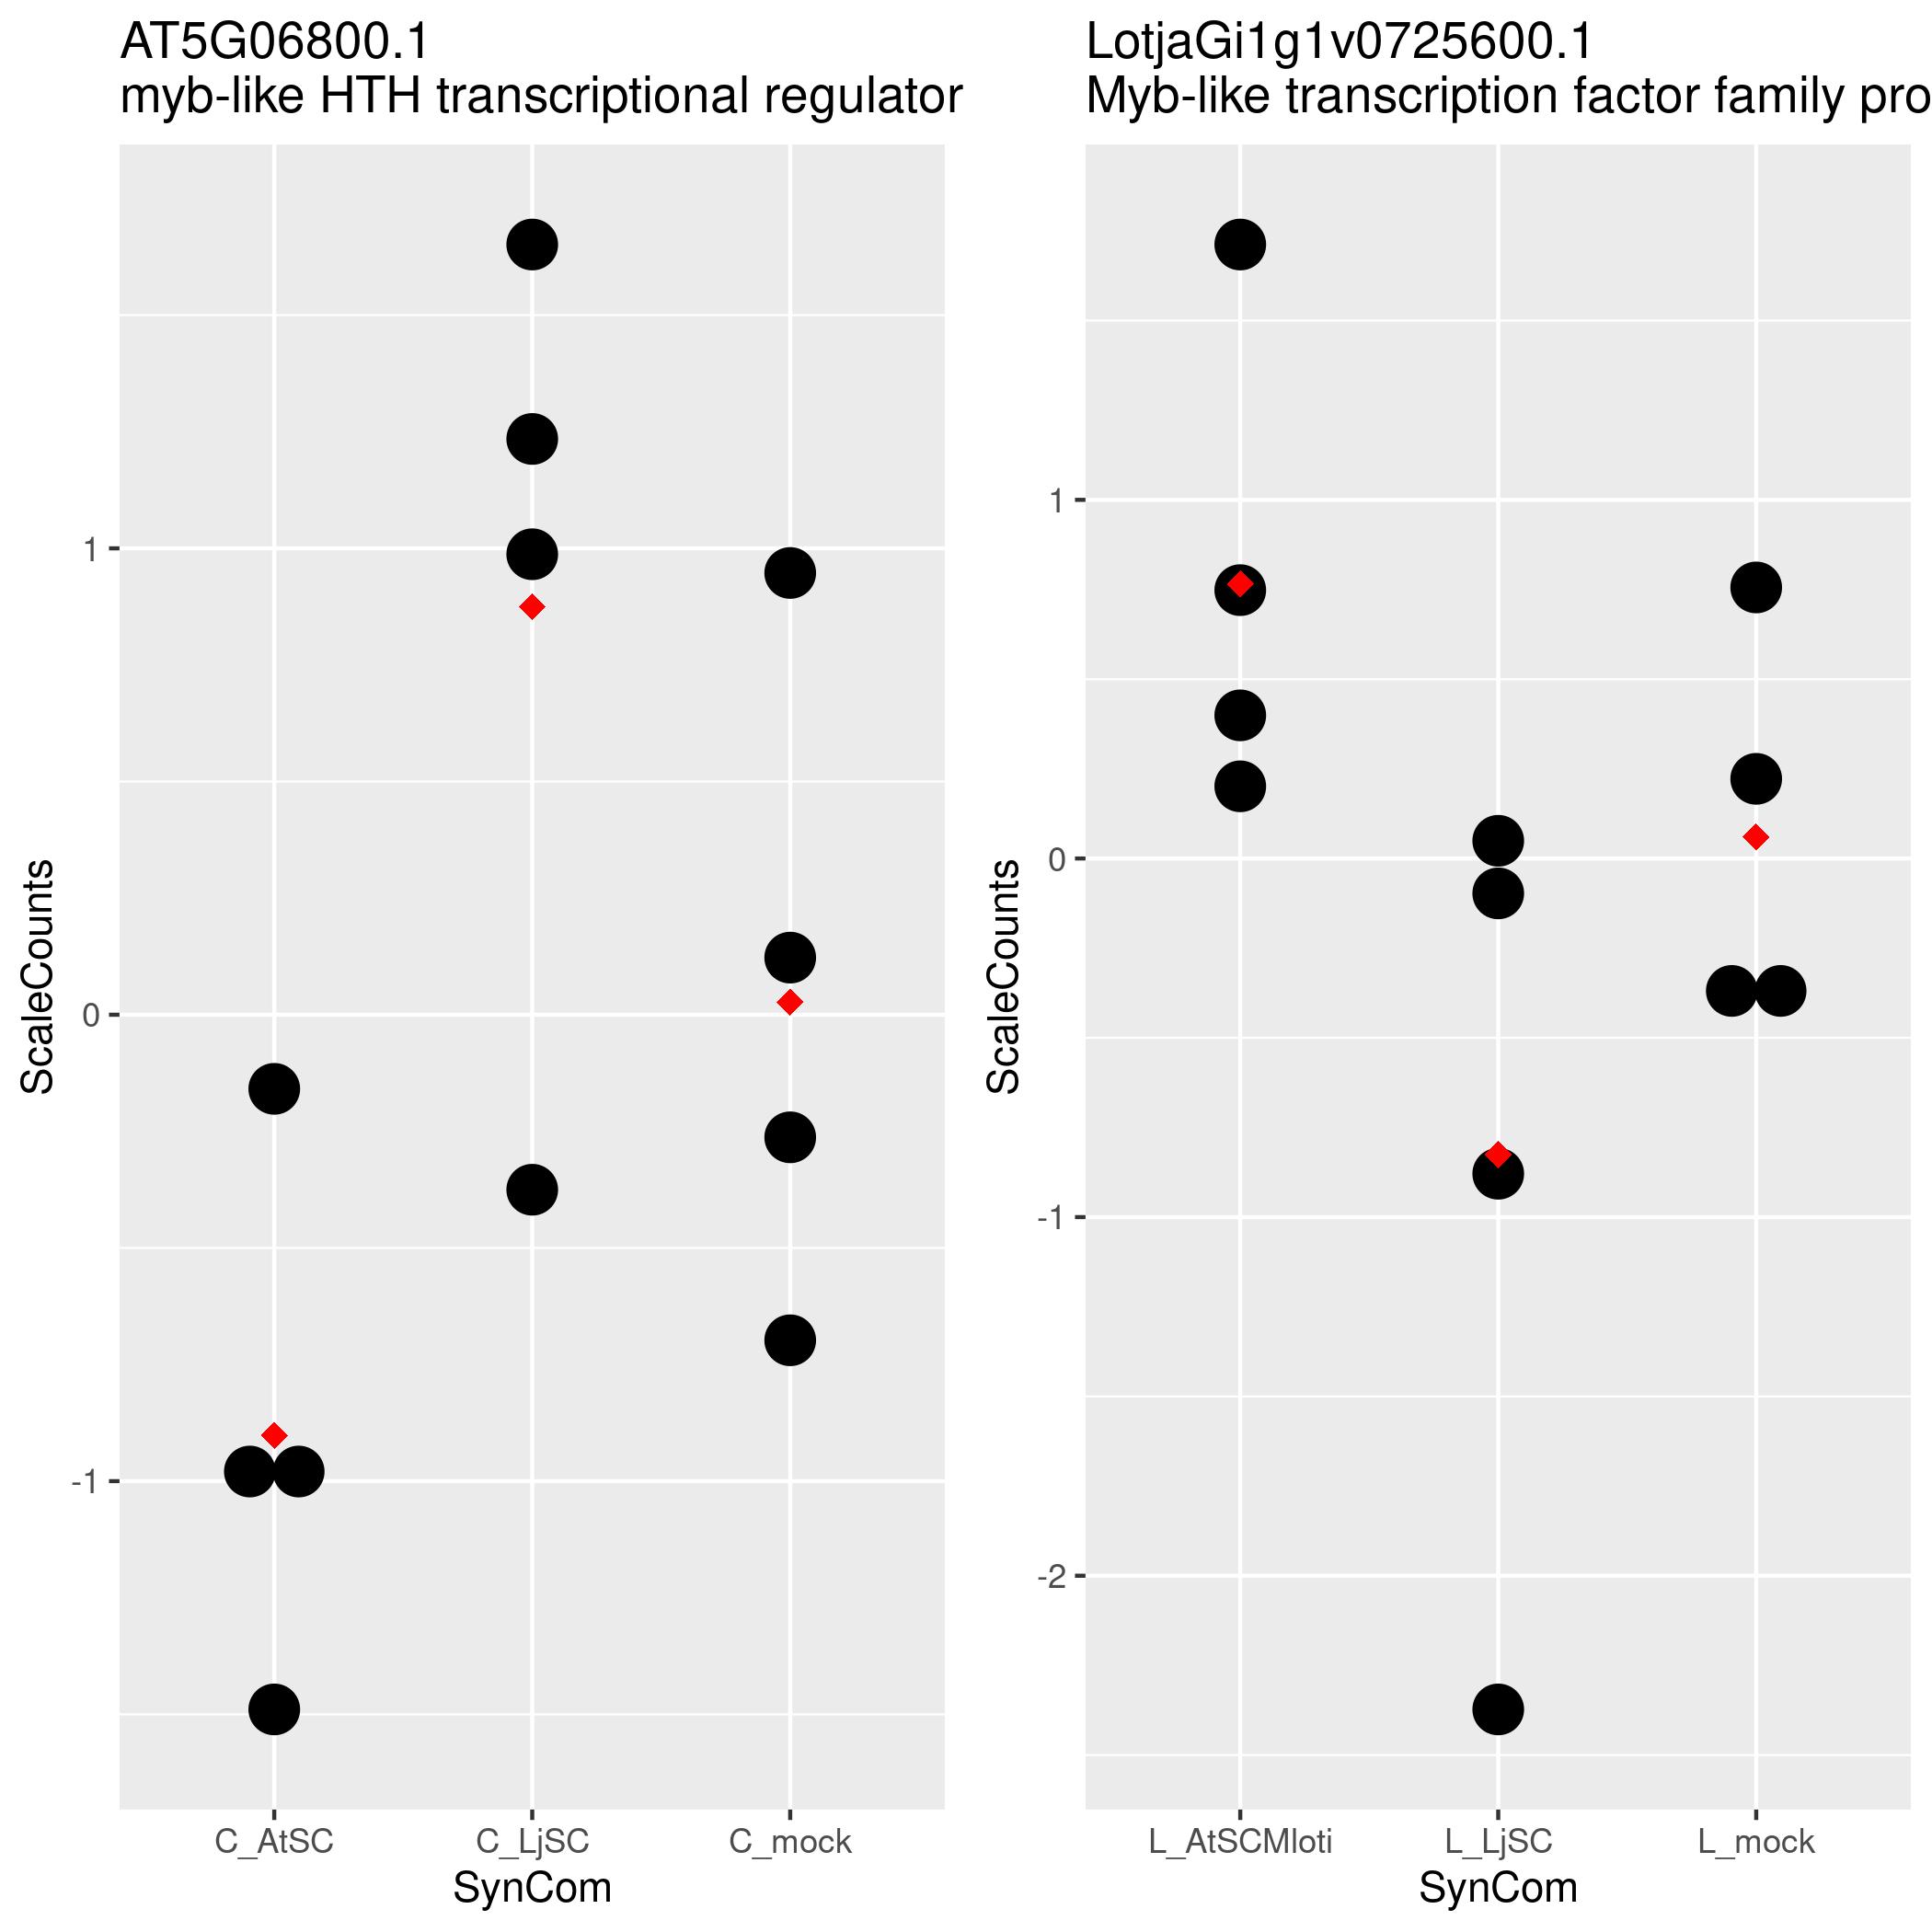 AT5G06800.1
myb-like HTH transcriptional regulator
ScaleCounts
1
0
-1
C_AtSC C_LjSC C_mock
SynCom
LotjaGi1g1v0725600.1
Myb-like transcription factor family pro
ScaleCounts
1
0
-1
-2
L_AtSCMloti L_LjSC L_mock
SynCom